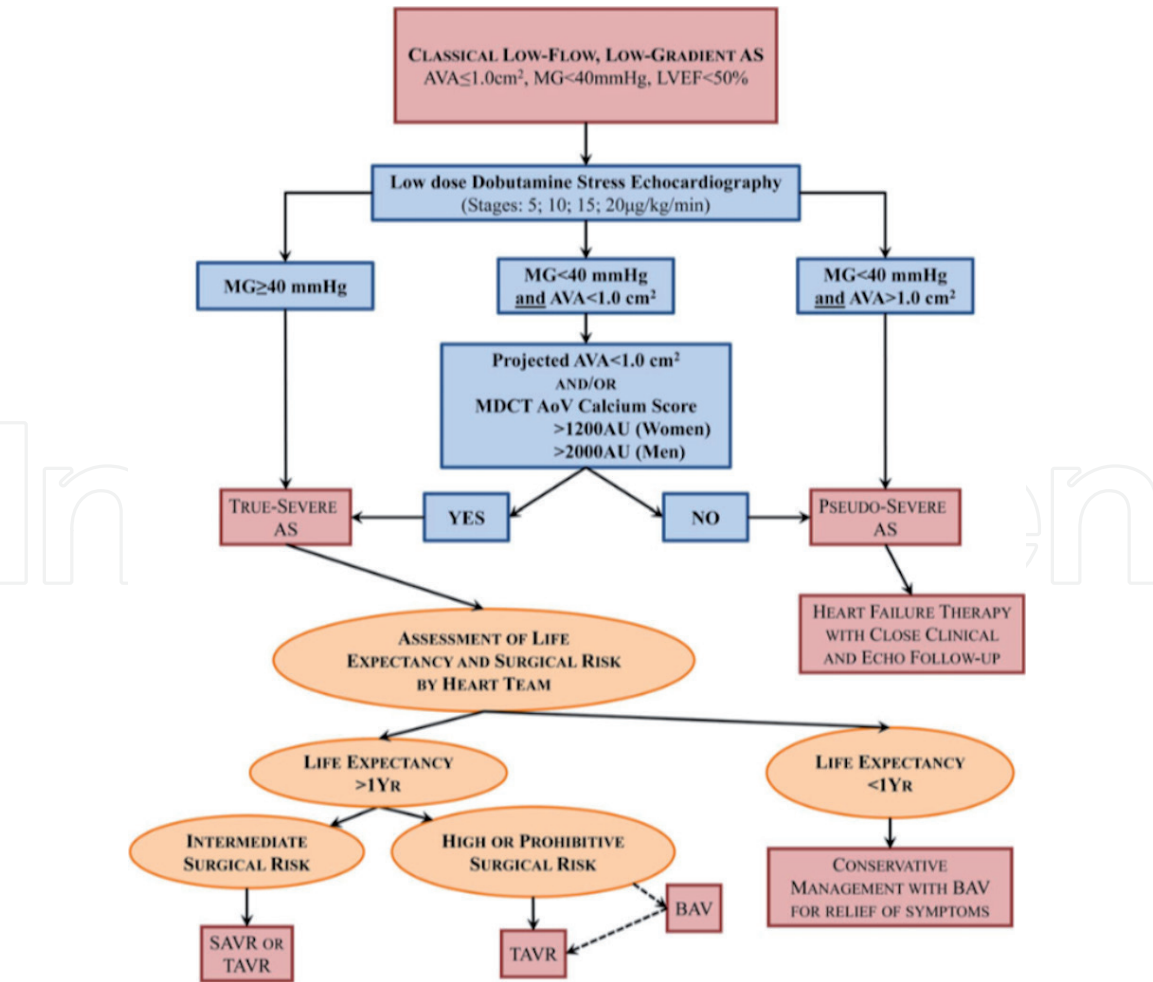 CLASSICAL LOW-FLOW, LOW-GRADIENT AS
AVA≤1.0cm², MG<40mmHg, LVEF<50%
Low dose Dobutamine Stress Echocardiography
(Stages: 5; 10; 15; 20μg/kg/min)
MG≥40 mmHg
MG<40 mmHg
and AVA<1.0 cm²
MG<40 mmHg
and AVA>1.0 cm²
Projected AVA<1.0 cm²
AND/OR
MDCT AoV Calcium Score
>1200AU (Women)
>2000AU (Men)
TRUE-SEVERE
AS
YES
NO
PSEUDO-SEVERE
AS
HEART FAILURE THERAPY
WITH CLOSE CLINICAL
AND ECHO FOLLOW-UP
ASSESSMENT OF LIFE
EXPECTANCY AND SURGICAL RISK
BY HEART TEAM
LIFE EXPECTANCY
>1YR
LIFE EXPECTANCY
<1YR
INTERMEDIATE
SURGICAL RISK
HIGH OR PROHIBITIVE
SURGICAL RISK
CONSERVATIVE
MANAGEMENT WITH BAV
FOR RELIEF OF SYMPTOMS
BAV
SAVR OR
TAVR
TAVR